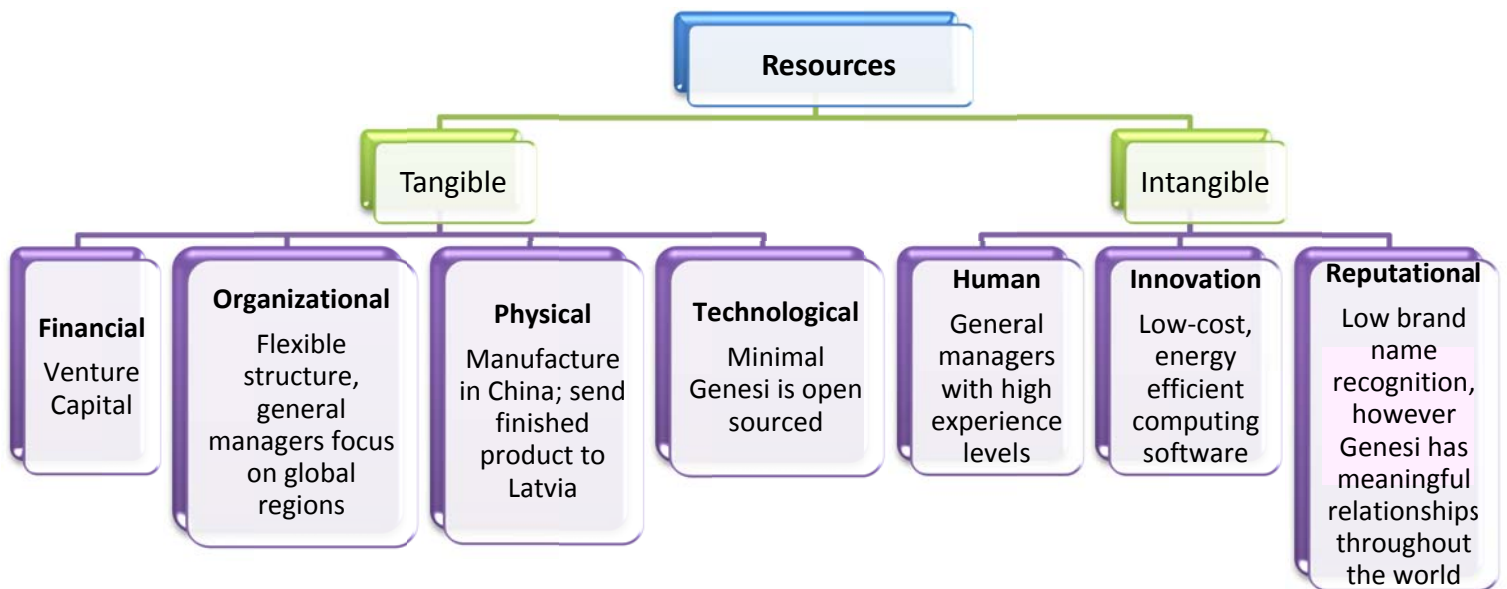 Resources
Tangible
Intangible
Financial
Venture
Capital
Organizational
Flexible
structure,
general
managers focus
on global
regions
Physical
Manufacture
in China; send
finished
product to
Latvia
Technological
Minimal
Genesi is open
sourced
Human
General
managers
with high
experience
levels
Innovation
Low-cost,
energy
efficient
computing
software
Reputational
Low brand
name
recognition,
however
Genesi has
meaningful
relationships
throughout
the world